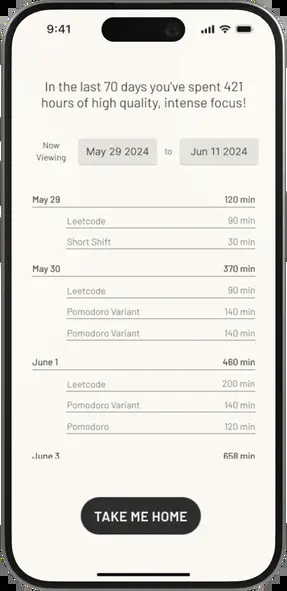 9:41
In the last 70 days you've spent 421
hours of high quality, intense focus!
Now
Viewing
May 29 2024
to
Jun 11 2024
May 29 120 min
Leetcode 90 min
Short Shift 30 min
May 30 370 min
Leetcode 90 min
Pomodoro Variant 140 min
Pomodoro Variant 140 min
June 1 460 min
Leetcode 200 min
Pomodoro Variant 140 min
Pomodoro 120 min
June 3 658 min
TAKE ME HOME